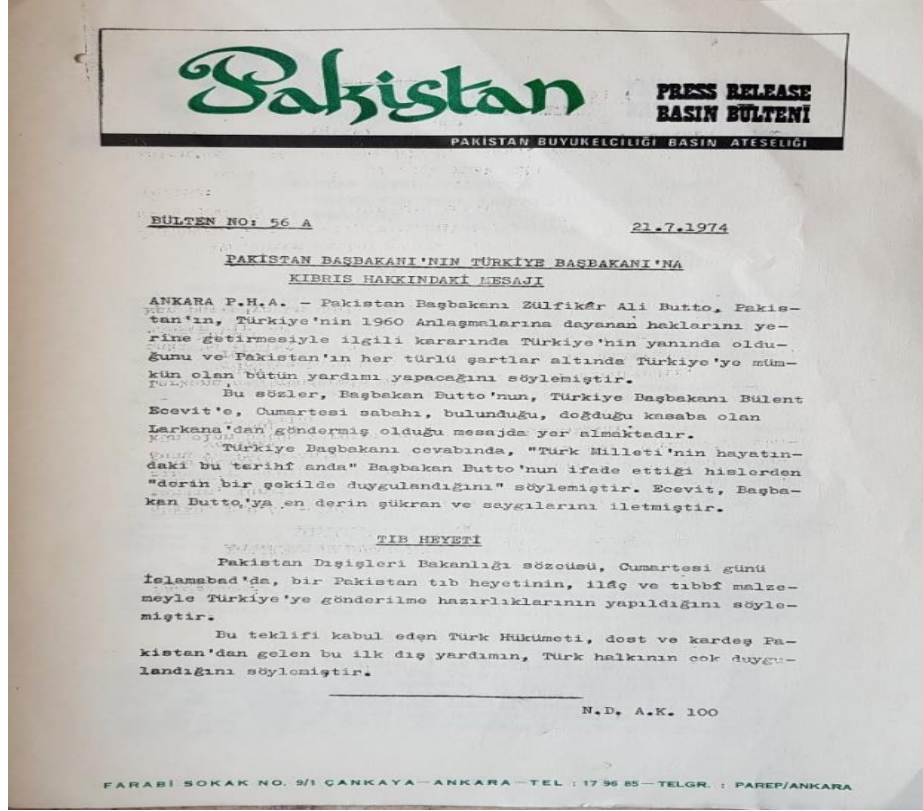 Pakistan
PRESS RELEASE
BASIN BÜLTENİ
PAKİSTAN BÜYÜKELCİLİĞİ BASIN ATESELİĞİ
BÜLTEN NO: 56 A
21.7.1974
PAKİSTAN BAŞBAKANI'NIN TÜRKİYE BAŞBAKANI'NA
KIBRIS HAKKINDAKİ MESAJI
ANKARA P.H.A. – Pakistan Başbakanı Zülfikâr Ali Butto, Pakis-
tan'ın, Türkiye'nin 1960 Anlaşmalarına dayanan haklarını ye-
rine getirmesiyle ilgili kararında Türkiye'nin yanında oldu-
ğunu ve Pakistan'ın her türlü şartlar altında Türkiye'ye müm-
kün olan bütün yardımı yapacağını söylemiştir.
Bu sözler, Başbakan Butto'nun, Türkiye Başbakanı Bülent
Ecevit'e, Cumartesi sabahı, bulunduğu, doğduğu kasaba olan
Larkana'dan göndermiş olduğu mesajda yer almaktadır.
Türkiye Başbakanı cevabında, "Türk Milleti'nin hayatın-
daki bu tarihî anda" Başbakan Butto'nun ifade ettiği hislerden
"derin bir şekilde duygulandığını" söylemiştir. Ecevit, Başba-
kan Butto'ya en derin şükran ve saygılarını iletmiştir.
TIB HEYETİ
Pakistan Dışişleri Bakanlığı sözcüsü, Cumartesi günü
İslamabad'da, bir Pakistan tıb heyetinin, ilâç ve tıbbî malze-
meyle Türkiye'ye gönderilme hazırlıklarının yapıldığını söyle-
miştir.
Bu teklifi kabul eden Türk Hükümeti, dost ve kardeş Pa-
kistan'dan gelen bu ilk dış yardımın, Türk halkının çok duygu-
landığını söylemiştir.
N.D. A.K. 100
FARABİ SOKAK NO. 9/1 ÇANKAYA—ANKARA—TEL : 17 96 85—TELGR. : PAREP/ANKARA